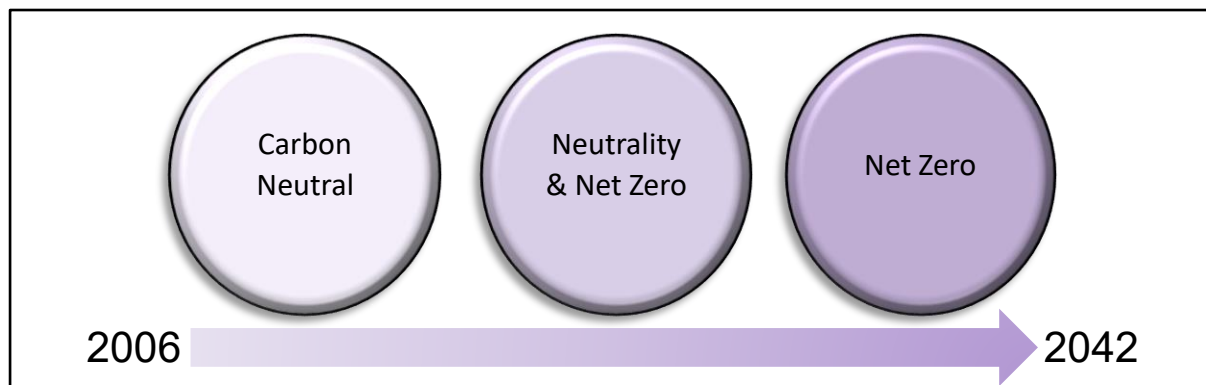 Carbon
Neutral
Neutrality
& Net Zero
Net Zero
2006
2042